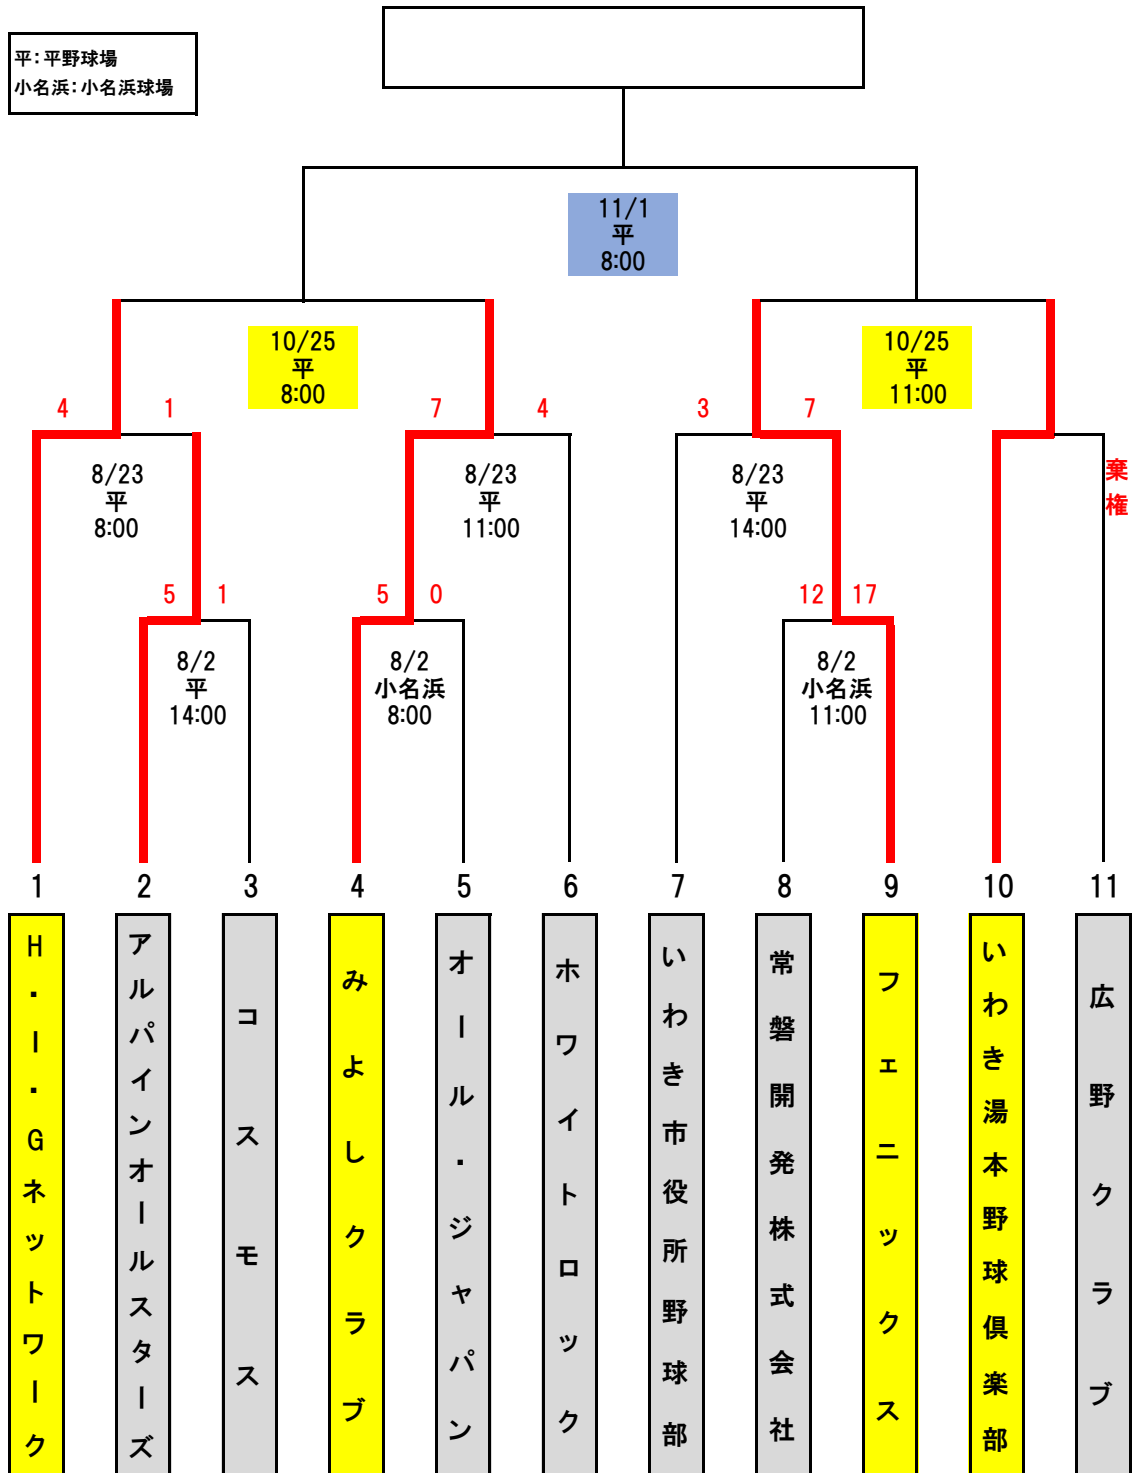 平：平野球場
小名浜：小名浜球場
11/1
平
8:00
10/25
平
8:00
10/25
平
11:00
4 1
7 4
3 7
8/23
平
8:00
8/23
平
11:00
8/23
平
14:00
棄権
5 1
5 0
12 17
8/2
平
14:00
8/2
小名浜
8:00
8/2
小名浜
11:00
1 2 3 4 5 6 7 8 9 10 11
H・I・Gネットワーク
アルパインオールスターズ
コスモス
みよしクラブ
オール・ジャパン
ホワイトロック
いわき市役所野球部
常磐開発株式会社
フェニックス
いわき湯本野球倶楽部
広野クラブ